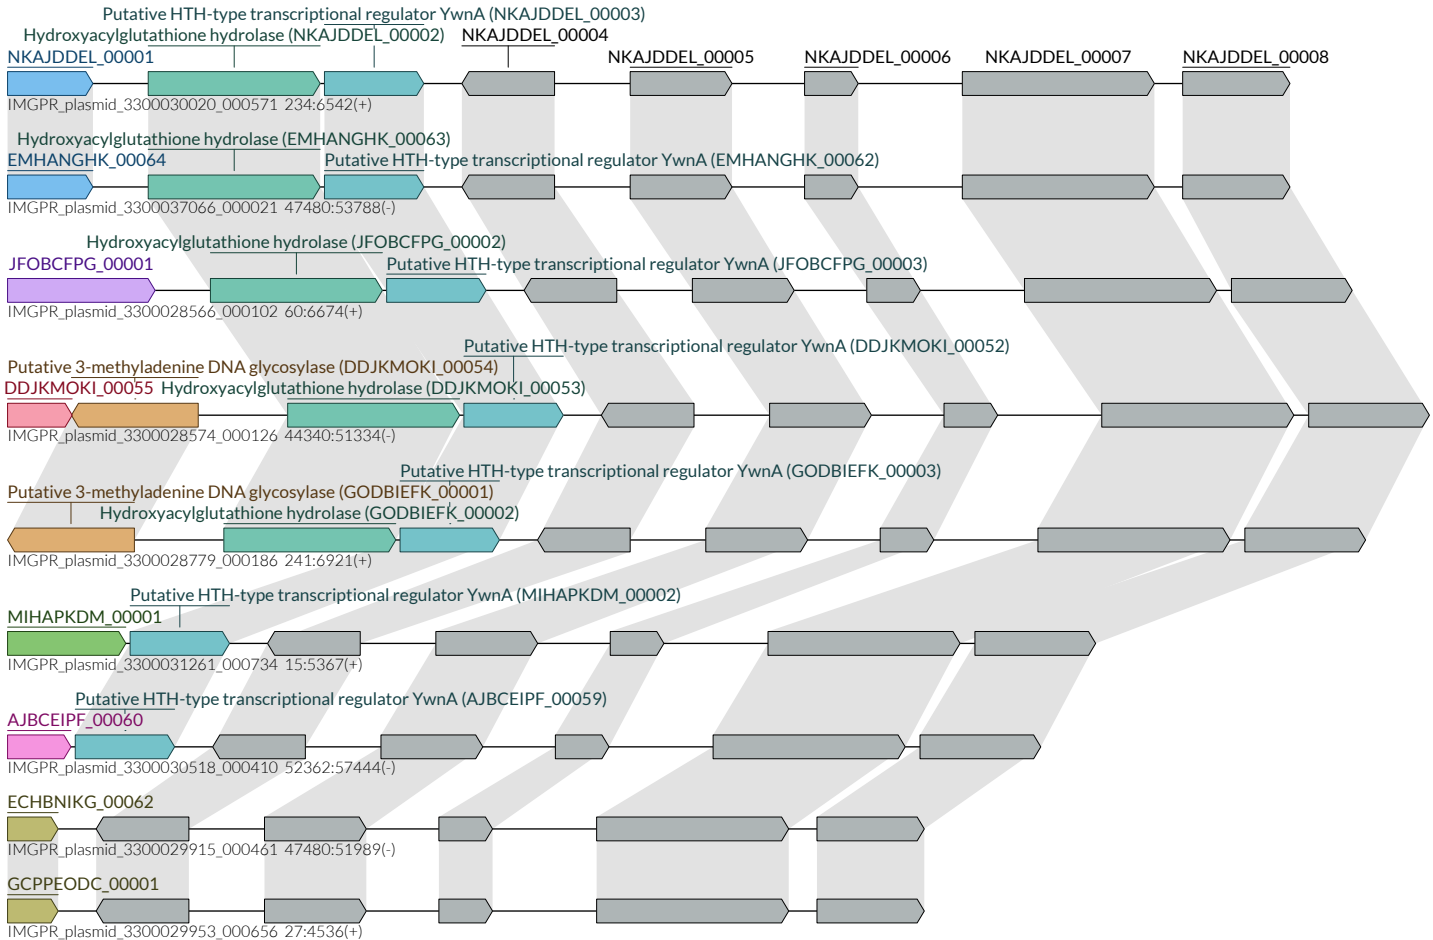 Putative HTH-type transcriptional regulator YwnA (NKAJDDEL_00003)
Hydroxyacylglutathione hydrolase (NKAJDDEL_00002) NKAJDDEL_00004
NKAJDDEL_00001 NKAJDDEL_00005 NKAJDDEL_00006 NKAJDDEL_00007 NKAJDDEL_00008
IMGPR_plasmid_3300030020_000571 234:6542(+)
Hydroxyacylglutathione hydrolase (EMHANGHK_00063)
EMHANGHK_00064 Putative HTH-type transcriptional regulator YwnA (EMHANGHK_00062)
IMGPR_plasmid_3300037066_000021 47480:53788(-)
Hydroxyacylglutathione hydrolase (JFOBCFPG_00002)
JFOBCFPG_00001 Putative HTH-type transcriptional regulator YwnA (JFOBCFPG_00003)
IMGPR_plasmid_3300028566_000102 60:6674(+)
Putative HTH-type transcriptional regulator YwnA (DDJKMOKI_00052)
Putative 3-methyladenine DNA glycosylase (DDJKMOKI_00054)
DDJKMOKI_00055 Hydroxyacylglutathione hydrolase (DDJKMOKI_00053)
IMGPR_plasmid_3300028574_000126 44340:51334(-)
Putative HTH-type transcriptional regulator YwnA (GODBIEFK_00003)
Putative 3-methyladenine DNA glycosylase (GODBIEFK_00001)
Hydroxyacylglutathione hydrolase (GODBIEFK_00002)
IMGPR_plasmid_3300028779_000186 241:6921(+)
Putative HTH-type transcriptional regulator YwnA (MIHAPKDM_00002)
MIHAPKDM_00001
IMGPR_plasmid_3300031261_000734 15:5367(+)
Putative HTH-type transcriptional regulator YwnA (AJBCEIPF_00059)
AJBCEIPF_00060
IMGPR_plasmid_3300030518_000410 52362:57444(-)
ECHBNIKG_00062
IMGPR_plasmid_3300029915_000461 47480:51989(-)
GCPPEODC_00001
IMGPR_plasmid_3300029953_000656 27:4536(+)